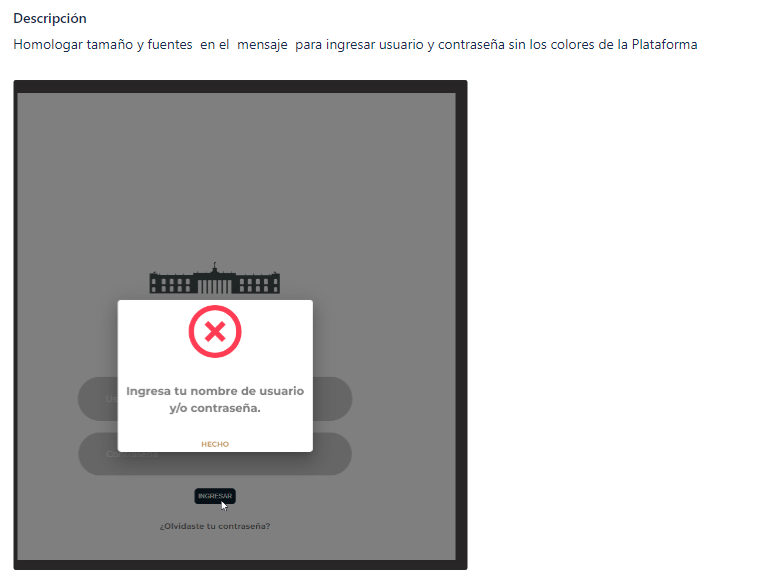 Descripción
Homologar tamaño y fuentes en el mensaje para ingresar usuario y contraseña sin los colores de la Plataforma
Ingresa tu nombre de usuario
y/o contraseña.
HECHO
INGRESAR
¿Olvidaste tu contraseña?